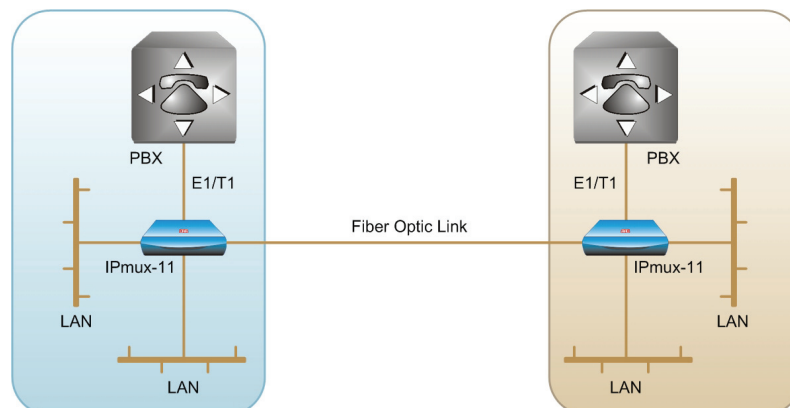 PBX
E1/T1
IPmux-11
LAN
LAN
Fiber Optic Link
PBX
E1/T1
IPmux-11
LAN
LAN